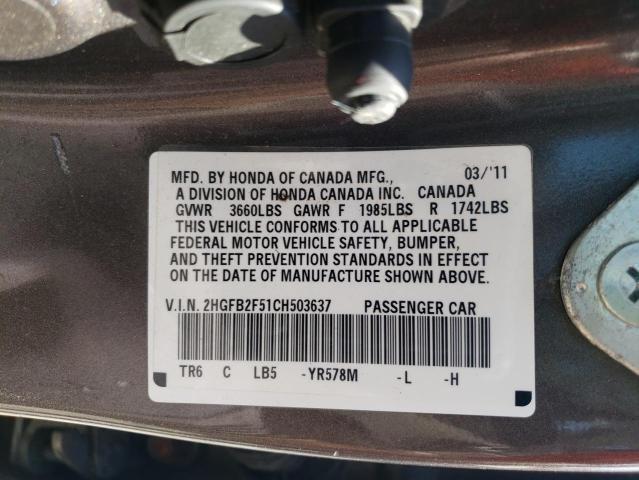 MFD. BY HONDA OF CANADA MFG., 03/'11
A DIVISION OF HONDA CANADA INC. CANADA
GVWR 3660LBS GAWR F 1985LBS R 1742LBS
THIS VEHICLE CONFORMS TO ALL APPLICABLE
FEDERAL MOTOR VEHICLE SAFETY, BUMPER,
AND THEFT PREVENTION STANDARDS IN EFFECT
ON THE DATE OF MANUFACTURE SHOWN ABOVE.
V.I.N. 2HGFB2F51CH503637 PASSENGER CAR
TR6 C LB5 -YR578M -L -H